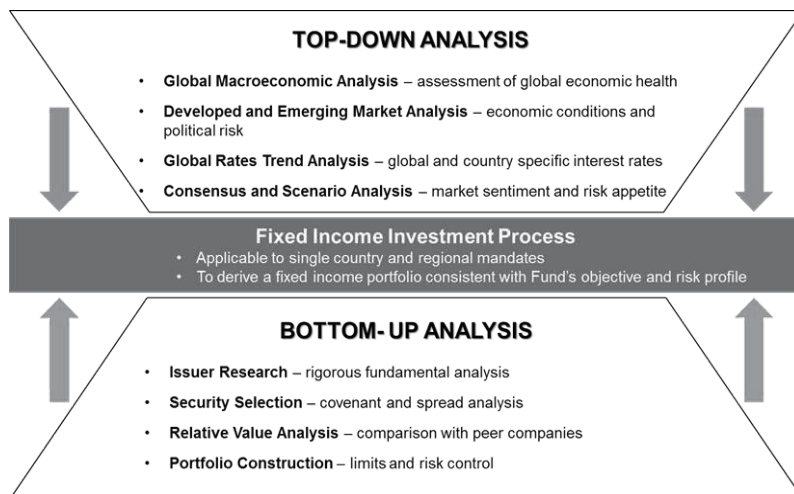 TOP-DOWN ANALYSIS
• Global Macroeconomic Analysis – assessment of global economic health
• Developed and Emerging Market Analysis – economic conditions and
political risk
• Global Rates Trend Analysis – global and country specific interest rates
• Consensus and Scenario Analysis – market sentiment and risk appetite
Fixed Income Investment Process
• Applicable to single country and regional mandates
• To derive a fixed income portfolio consistent with Fund's objective and risk profile
BOTTOM- UP ANALYSIS
• Issuer Research – rigorous fundamental analysis
• Security Selection – covenant and spread analysis
• Relative Value Analysis – comparison with peer companies
• Portfolio Construction – limits and risk control